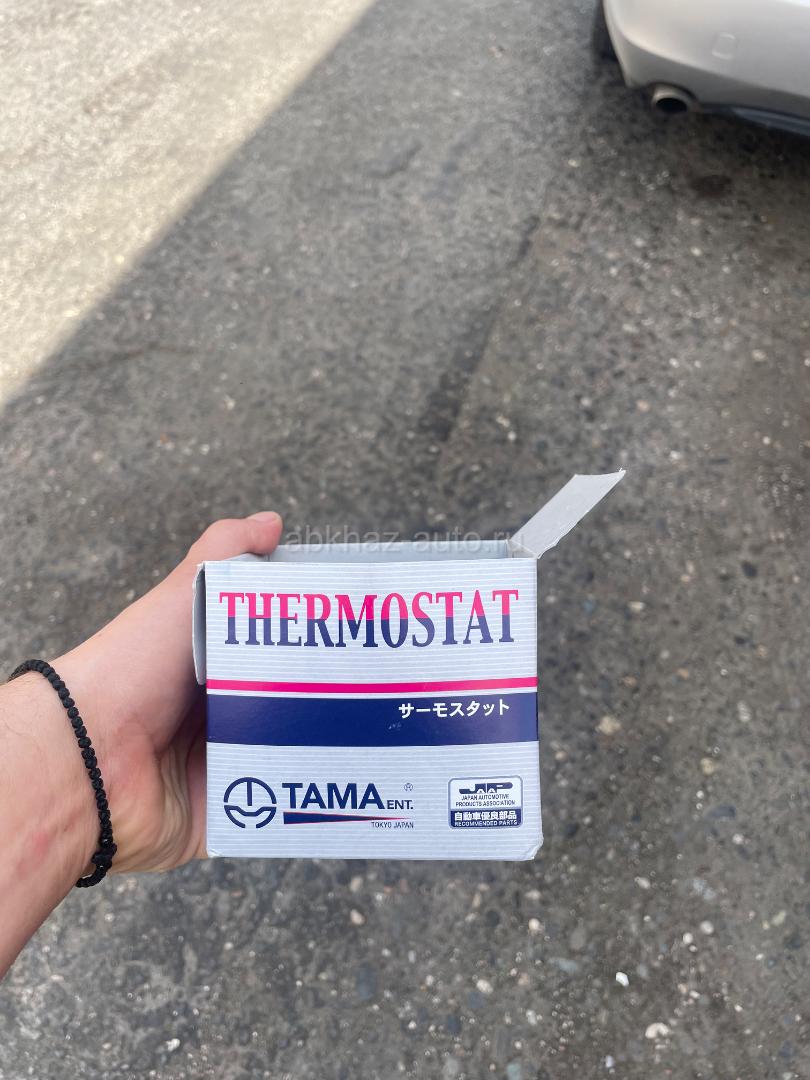 abkhaz-auto.ru
THERMOSTAT
サーモスタット
TAMA ENT. ®
TOKYO JAPAN
JAPA
JAPAN AUTOMOTIVE
PRODUCTS ASSOCIATION
自動車優良部品
RECOMMENDED PARTS